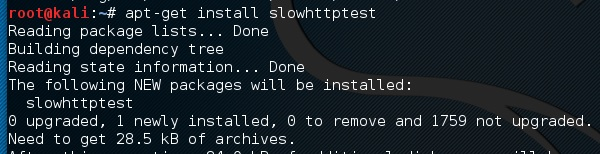 root@kali:~# apt-get install slowhttptest
Reading package lists... Done
Building dependency tree
Reading state information... Done
The following NEW packages will be installed:
  slowhttptest
0 upgraded, 1 newly installed, 0 to remove and 1759 not upgraded.
Need to get 28.5 kB of archives.